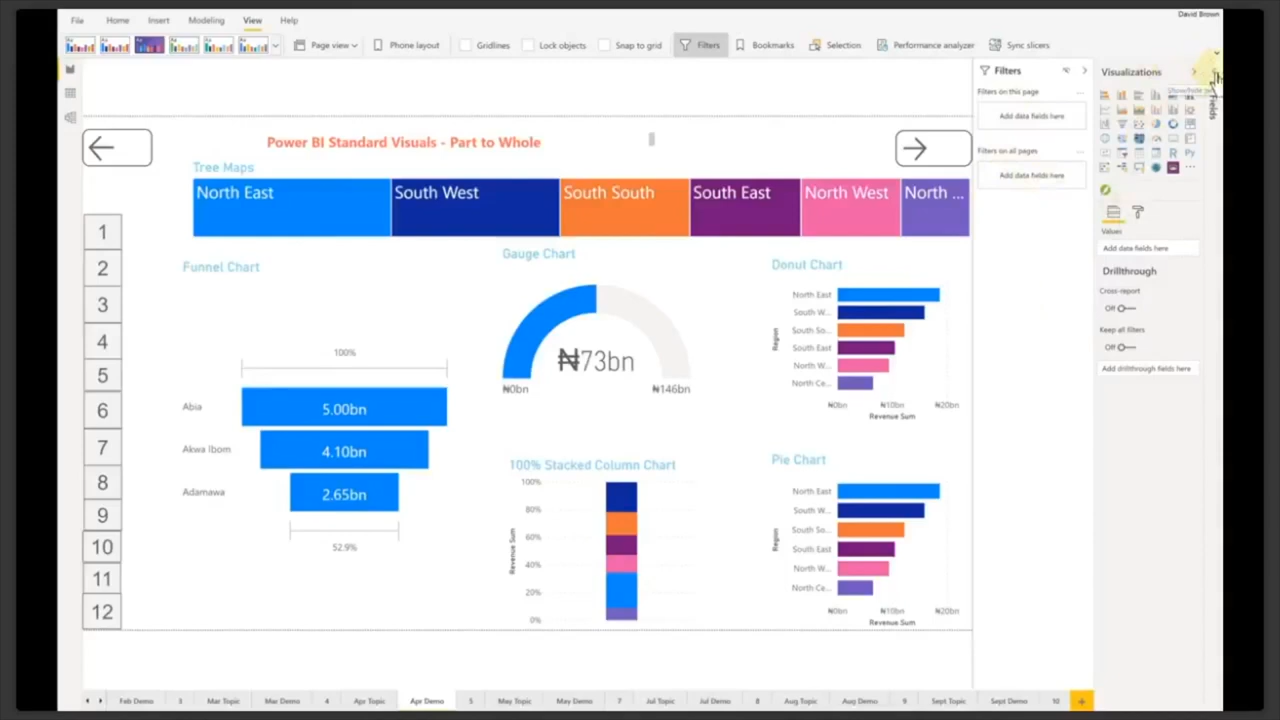 David Brown
File Home Insert Modeling View Help
Page view Phone layout Gridlines Lock objects Snap to grid Filters Bookmarks Selection Performance analyzer Sync slicers
Filters
Visualizations
Fields
Filters on this page
Add data fields here
Filters on all pages
Add data fields here
Values
Add data fields here
Drillthrough
Cross-report
Off
Keep all filters
Off
Add drillthrough fields here
Power BI Standard Visuals - Part to Whole
Tree Maps
North East South West South South South East North West North ...
1
2
3
4
5
6
7
8
9
10
11
12
Funnel Chart
100%
Abia 5.00bn
Akwa Ibom 4.10bn
Adamawa 2.65bn
52.9%
Gauge Chart
₦73bn
₦0bn ₦146bn
100% Stacked Column Chart
Revenue Sum
100%
80%
60%
40%
20%
0%
Donut Chart
Region
North East
South W...
South So...
South East
North W...
North Ce...
₦0bn ₦10bn ₦20bn
Revenue Sum
Pie Chart
Region
North East
South W...
South So...
South East
North W...
North Ce...
₦0bn ₦10bn ₦20bn
Revenue Sum
Feb Demo 3 Mar Topic Mar Demo 4 Apr Topic Apr Demo 5 May Topic May Demo 7 Jul Topic Jul Demo 8 Aug Topic Aug Demo 9 Sept Topic Sept Demo 10 +